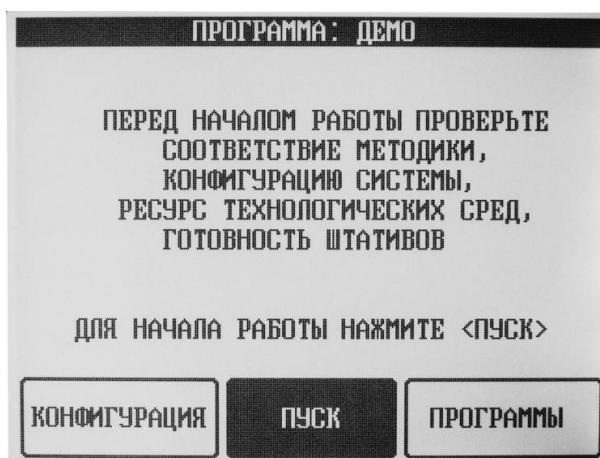 ПРОГРАММА: ДЕМО
ПЕРЕД НАЧАЛОМ РАБОТЫ ПРОВЕРЬТЕ
СООТВЕТСТВИЕ МЕТОДИКИ,
КОНФИГУРАЦИЮ СИСТЕМЫ,
РЕСУРС ТЕХНОЛОГИЧЕСКИХ СРЕД,
ГОТОВНОСТЬ ШТАТИВОВ
ДЛЯ НАЧАЛА РАБОТЫ НАЖМИТЕ <ПУСК>
КОНФИГУРАЦИЯ ПУСК ПРОГРАММЫ